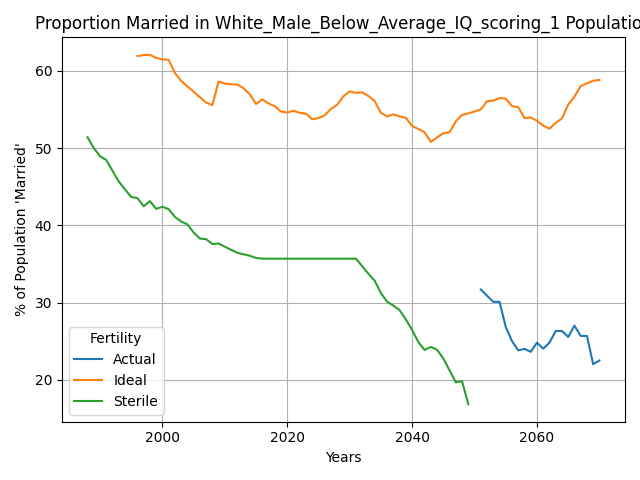 Proportion Married in White_Male_Below_Average_IQ_scoring_1 Populatio
% of Population 'Married'
60
50
40
30
20
Fertility
Actual
Ideal
Sterile
2000
2020
2040
2060
Years